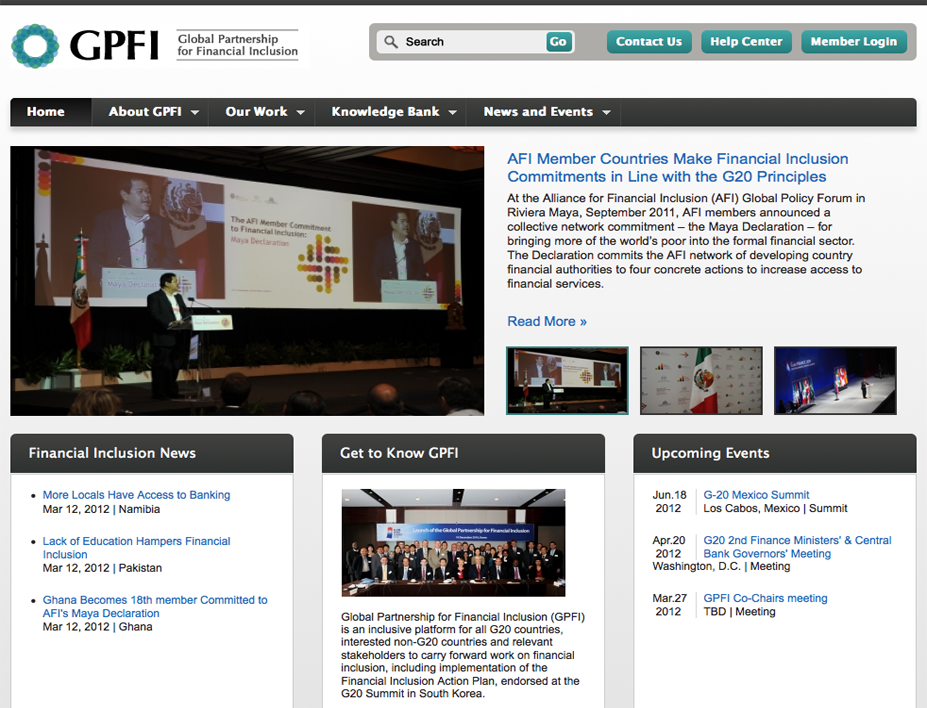 GPFI
Global Partnership
for Financial Inclusion
Search
Go
Contact Us
Help Center
Member Login
Home
About GPFI
Our Work
Knowledge Bank
News and Events
The AFI Member Commitment
to Financial Inclusion:
Maya Declaration
AFI Member Countries Make Financial Inclusion
Commitments in Line with the G20 Principles
At the Alliance for Financial Inclusion (AFI) Global Policy Forum in
Riviera Maya, September 2011, AFI members announced a
collective network commitment – the Maya Declaration – for
bringing more of the world's poor into the formal financial sector.
The Declaration commits the AFI network of developing country
financial authorities to four concrete actions to increase access to
financial services.
Read More »
Financial Inclusion News
• More Locals Have Access to Banking
Mar 12, 2012 | Namibia
• Lack of Education Hampers Financial
Inclusion
Mar 12, 2012 | Pakistan
• Ghana Becomes 18th member Committed to
AFI's Maya Declaration
Mar 12, 2012 | Ghana
Get to Know GPFI
Launch of the Global Partnership for Financial Inclusion
Global Partnership for Financial Inclusion (GPFI)
is an inclusive platform for all G20 countries,
interested non-G20 countries and relevant
stakeholders to carry forward work on financial
inclusion, including implementation of the
Financial Inclusion Action Plan, endorsed at the
G20 Summit in South Korea.
Upcoming Events
Jun.18 G-20 Mexico Summit
2012 Los Cabos, Mexico | Summit
Apr.20 G20 2nd Finance Ministers' & Central
2012 Bank Governors' Meeting
Washington, D.C. | Meeting
Mar.27 GPFI Co-Chairs meeting
2012 TBD | Meeting